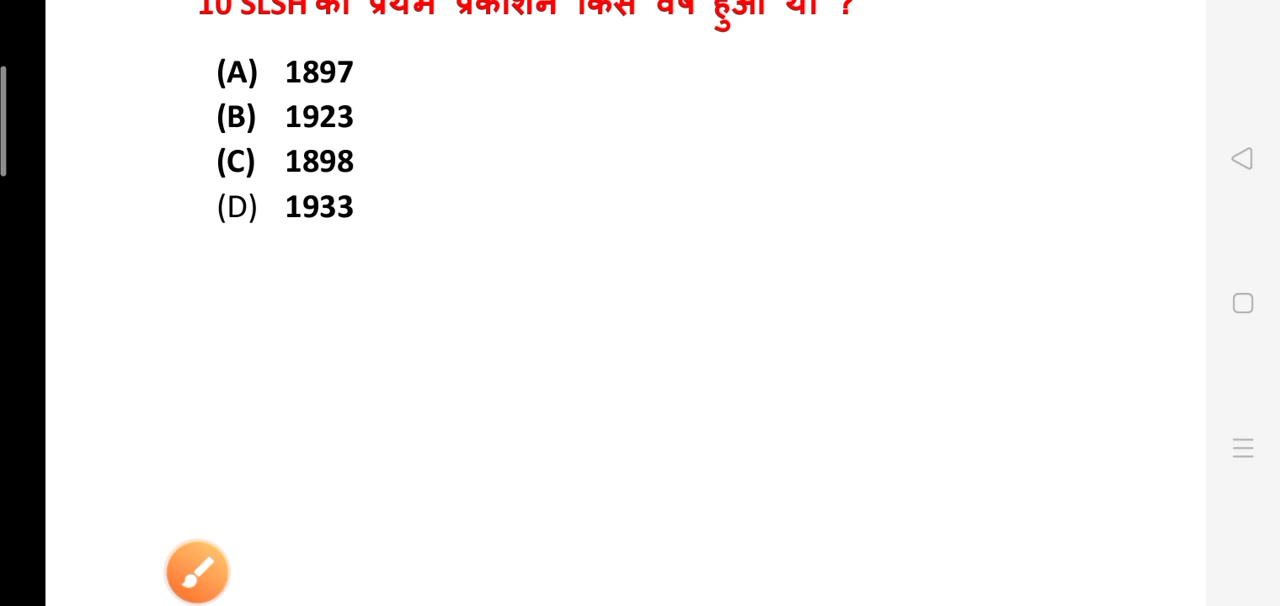 10 SLSH का प्रथम प्रकाशन किस वर्ष हुआ था ?
(A) 1897
(B) 1923
(C) 1898
(D) 1933